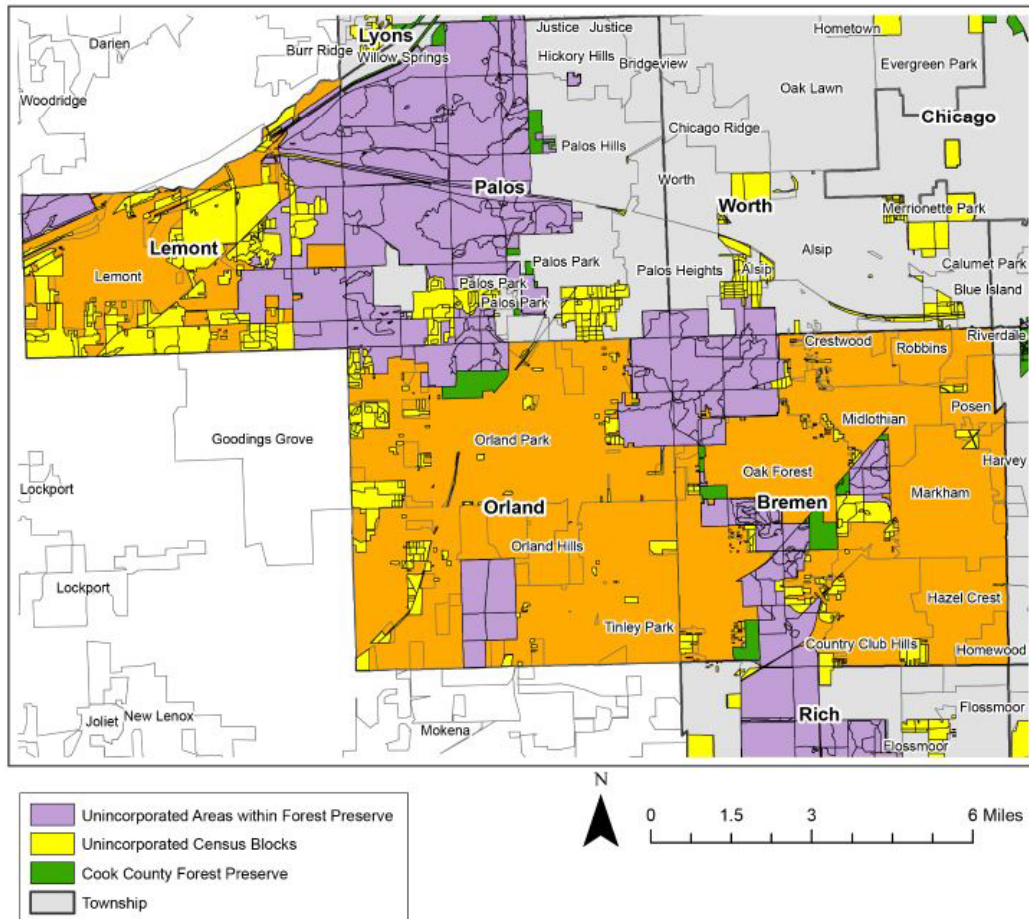 Lyons
Justice Justice
Hometown
Darien
Burr Ridge
Willow Springs
Hickory Hills
Bridgeview
Evergreen Park
Oak Lawn
Woodridge
Chicago
Chicago Ridge
Palos Hills
Worth
Palos
Worth
Merrionette Park
Lemont
Lemont
Palos Park
Palos Heights
Alsip
Alsip
Calumet Park
Palos Park
Blue Island
Palos Park
Riverdale
Crestwood
Robbins
Posen
Midlothian
Goodings Grove
Orland Park
Harvey
Oak Forest
Lockport
Markham
Orland
Bremen
Orland Hills
Lockport
Hazel Crest
Tinley Park
Country Club Hills
Homewood
Flossmoor
Joliet
New Lenox
Rich
Mokena
Flossmoor
N
Unincorporated Areas within Forest Preserve
Unincorporated Census Blocks
Cook County Forest Preserve
Township
0 1.5 3 6 Miles